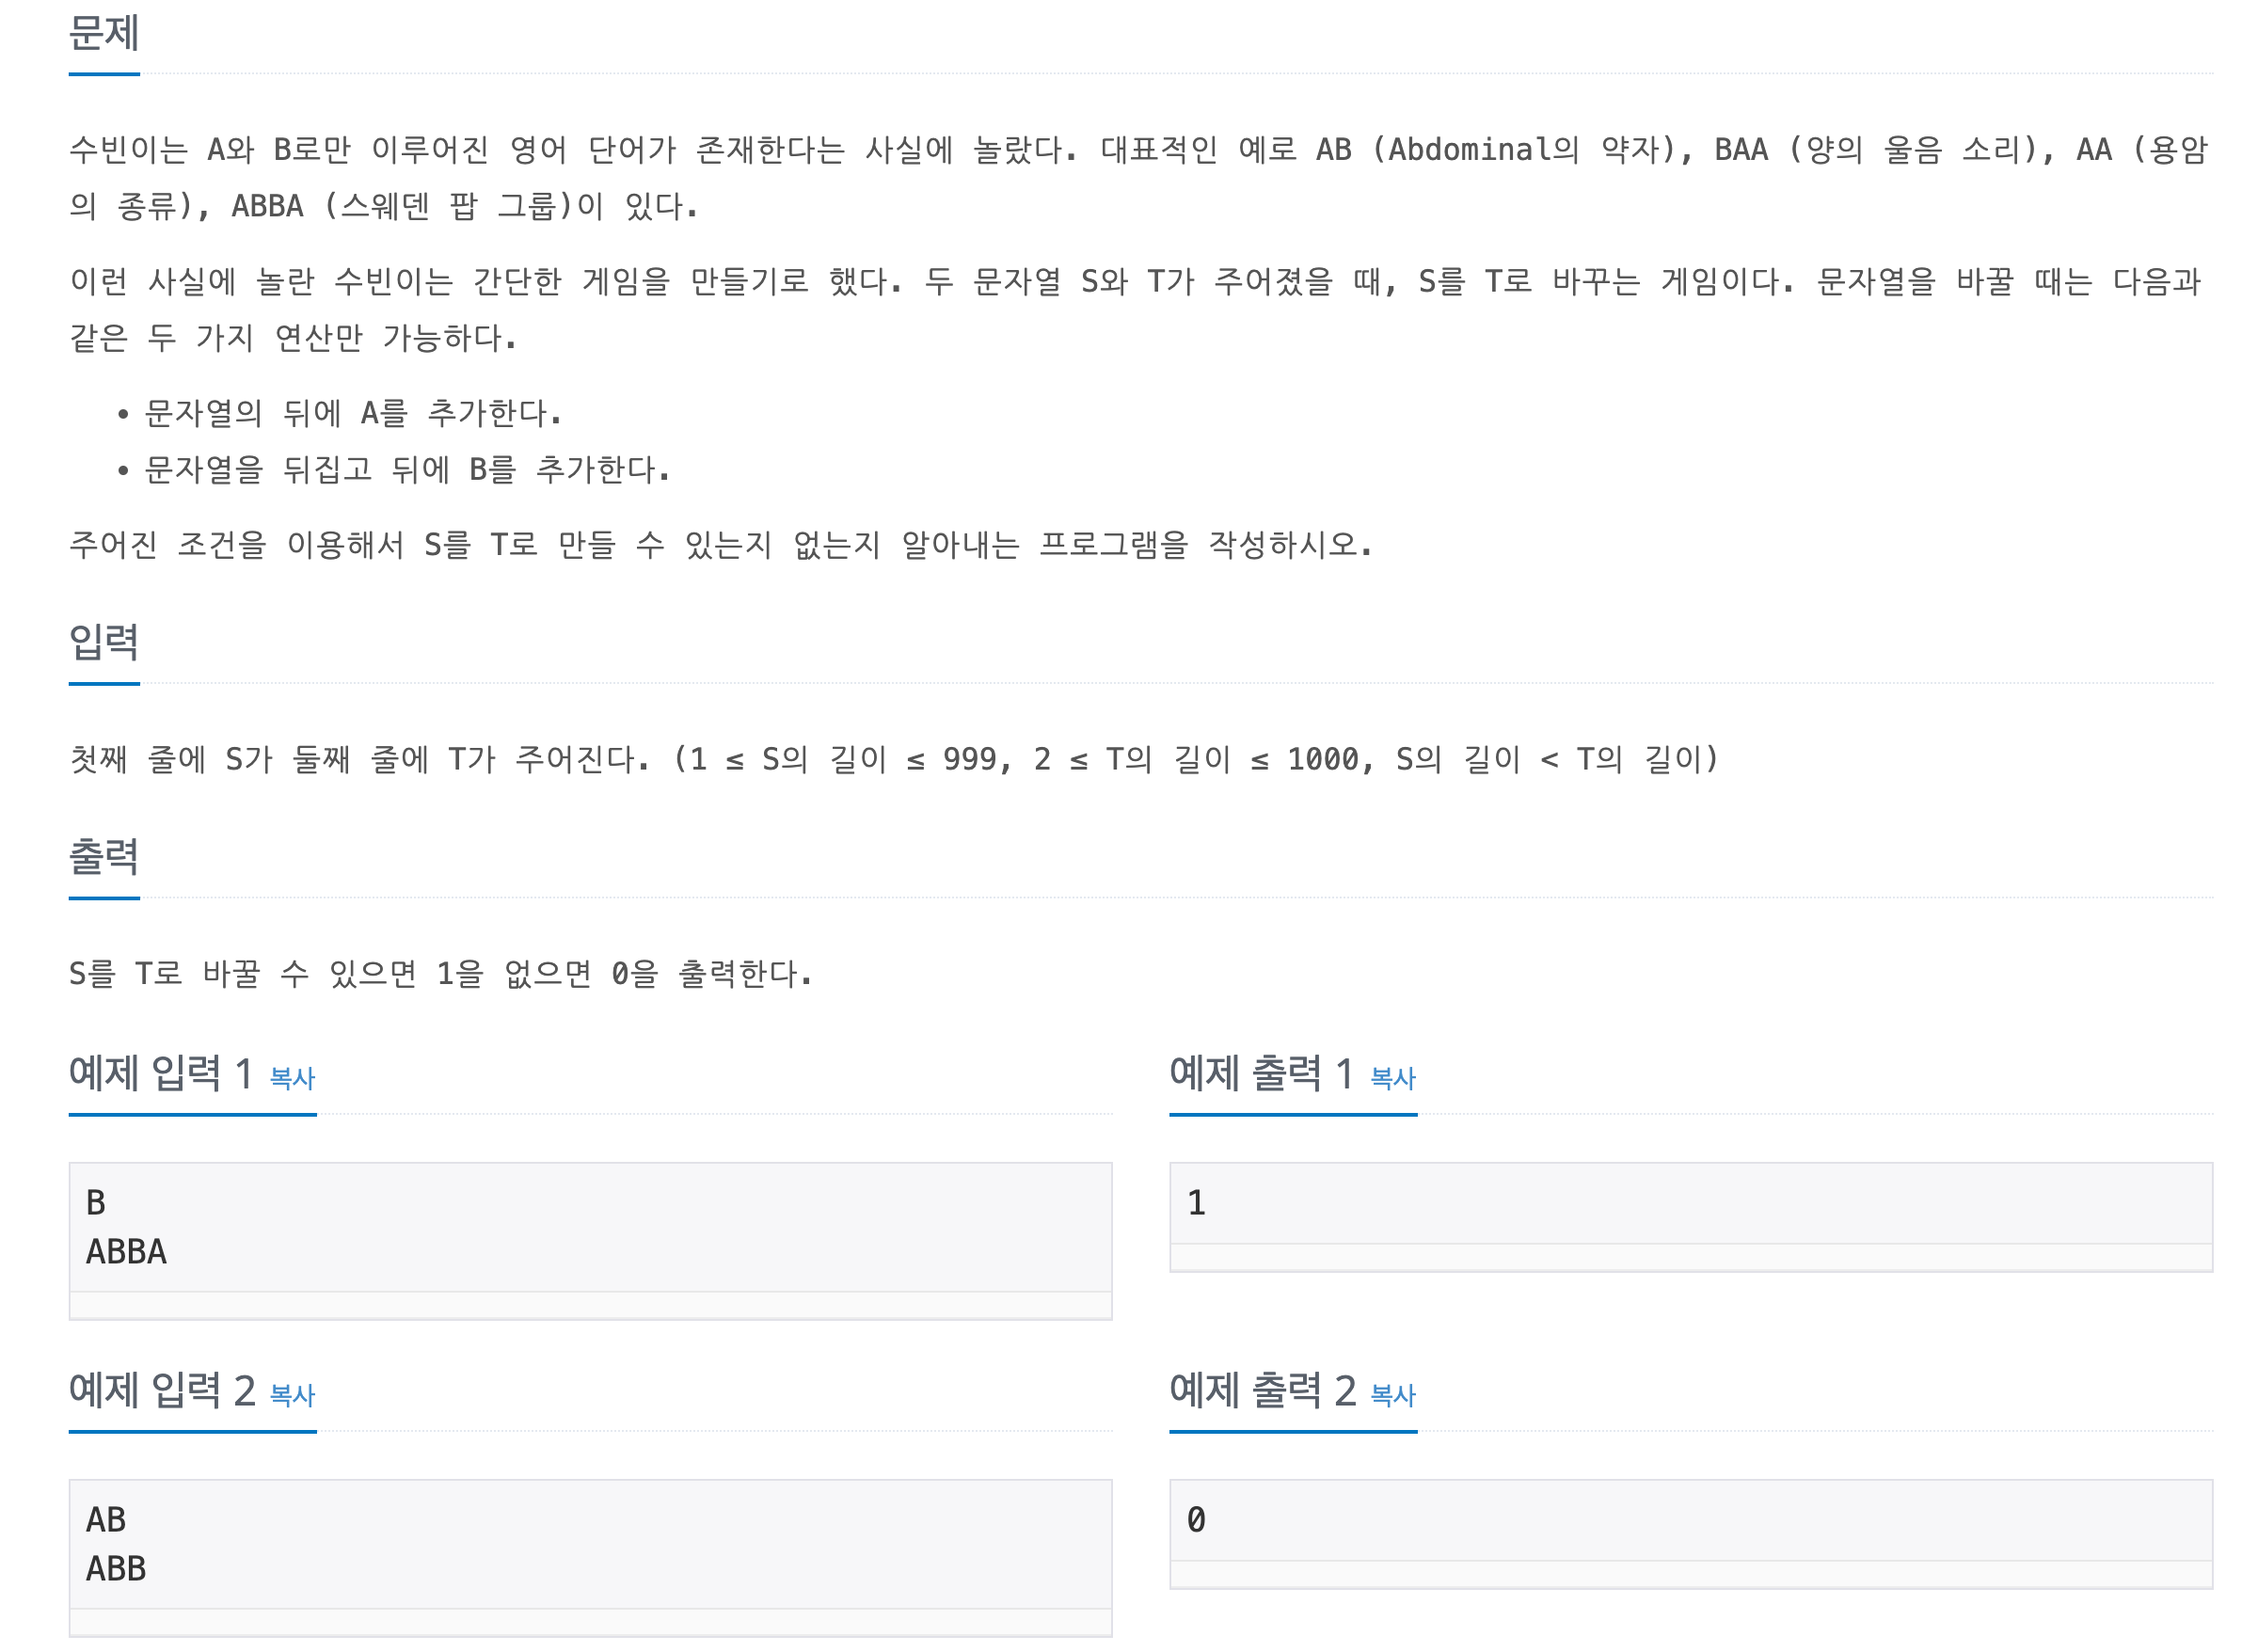 문제
수빈이는 A와 B로만 이루어진 영어 단어가 존재한다는 사실에 놀랐다. 대표적인 예로 AB (Abdominal의 약자), BAA (양의 울음 소리), AA (용암
의 종류), ABBA (스웨덴 팝 그룹)이 있다.
이런 사실에 놀란 수빈이는 간단한 게임을 만들기로 했다. 두 문자열 S와 T가 주어졌을 때, S를 T로 바꾸는 게임이다. 문자열을 바꿀 때는 다음과
같은 두 가지 연산만 가능하다.
• 문자열의 뒤에 A를 추가한다.
• 문자열을 뒤집고 뒤에 B를 추가한다.
주어진 조건을 이용해서 S를 T로 만들 수 있는지 없는지 알아내는 프로그램을 작성하시오.
입력
첫째 줄에 S가 둘째 줄에 T가 주어진다. (1 ≤ S의 길이 ≤ 999, 2 ≤ T의 길이 ≤ 1000, S의 길이 < T의 길이)
출력
S를 T로 바꿀 수 있으면 1을 없으면 0을 출력한다.
예제 입력 1 복사
B
ABBA
예제 출력 1 복사
1
예제 입력 2 복사
AB
ABB
예제 출력 2 복사
0